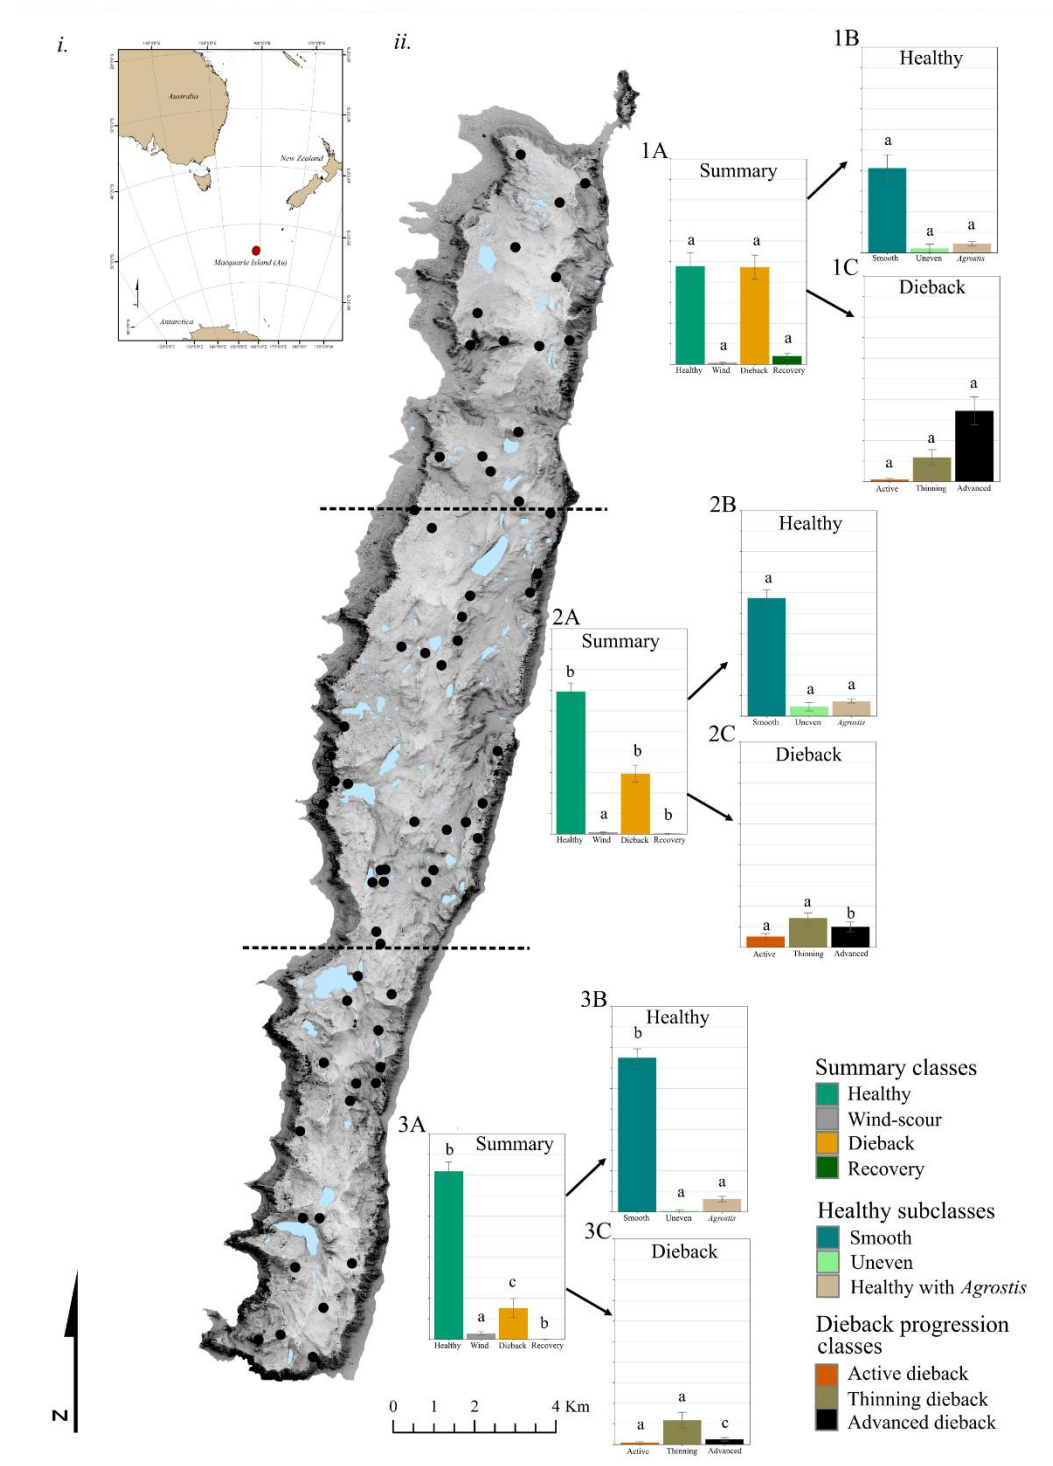 i.
Australia
New Zealand
Macquarie Island (Au)
Antarctica
ii.
1A
Summary
a
a
a
a
Healthy Wind Dieback Recovery
1B
Healthy
a
a
a
Smooth Uneven Agrostis
1C
Dieback
a
a
a
Active Thinning Advanced
2A
Summary
b
a
b
b
Healthy Wind Dieback Recovery
2B
Healthy
a
a
a
Smooth Uneven Agrostis
2C
Dieback
a
a
b
Active Thinning Advanced
3A
Summary
b
a
c
b
Healthy Wind Dieback Recovery
3B
Healthy
b
a
a
Smooth Uneven Agrostis
3C
Dieback
a
a
c
Active Thinning Advanced
Summary classes
Healthy
Wind-scour
Dieback
Recovery
Healthy subclasses
Smooth
Uneven
Healthy with Agrostis
Dieback progression
classes
Active dieback
Thinning dieback
Advanced dieback
N
0 1 2 4 Km